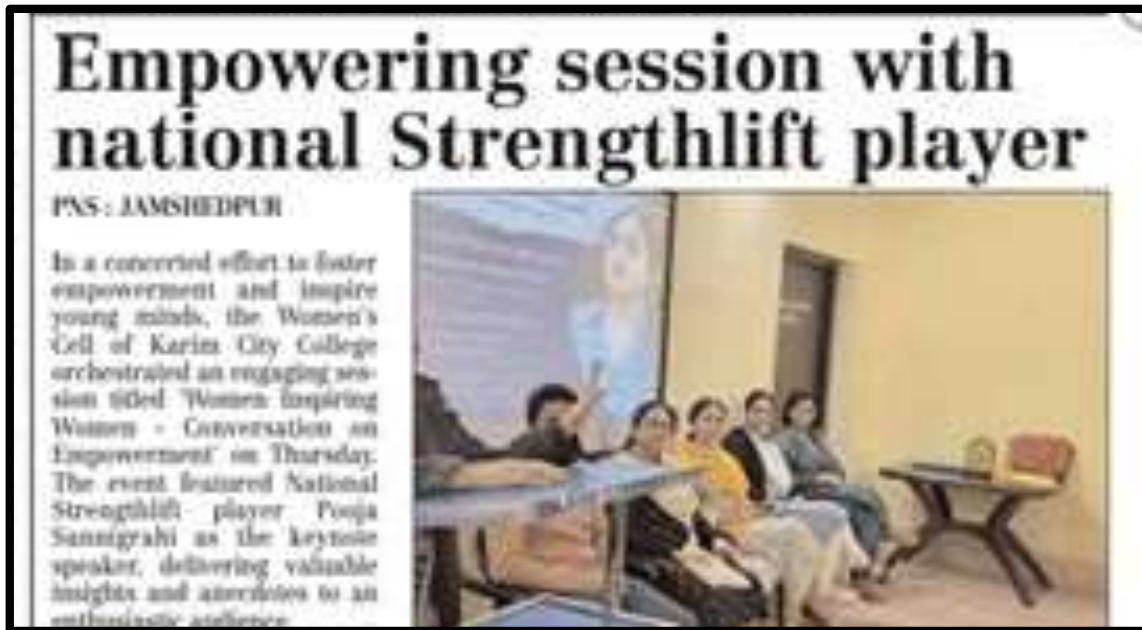 Empowering session with
national Strengthlift player
PNS : JAMSHEDPUR
In a concerted effort to foster
empowerment and inspire
young minds, the Women's
Cell of Karim City College
orchestrated an engaging ses-
sion titled 'Women Inspiring
Women - Conversation on
Empowerment' on Thursday.
The event featured National
Strengthlift player Pooja
Sannigrahi as the keynote
speaker, delivering valuable
insights and anecdotes to an
enthusiastic audience.